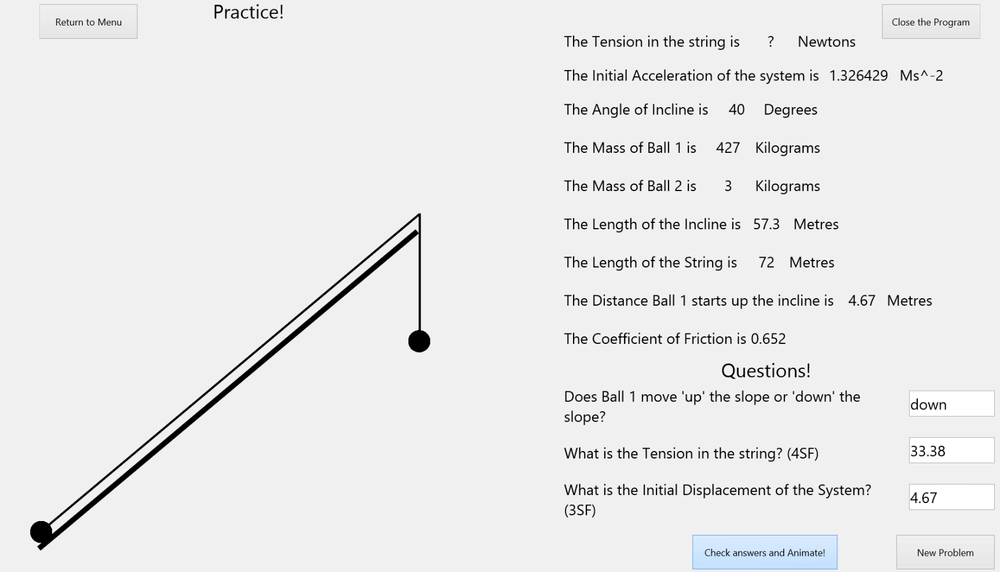 Return to Menu
Practice!
Close the Program
The Tension in the string is ? Newtons
The Initial Acceleration of the system is 1.326429 Ms^-2
The Angle of Incline is 40 Degrees
The Mass of Ball 1 is 427 Kilograms
The Mass of Ball 2 is 3 Kilograms
The Length of the Incline is 57.3 Metres
The Length of the String is 72 Metres
The Distance Ball 1 starts up the incline is 4.67 Metres
The Coefficient of Friction is 0.652
Questions!
Does Ball 1 move 'up' the slope or 'down' the
slope?
down
What is the Tension in the string? (4SF)
33.38
What is the Initial Displacement of the System?
(3SF)
4.67
Check answers and Animate!
New Problem